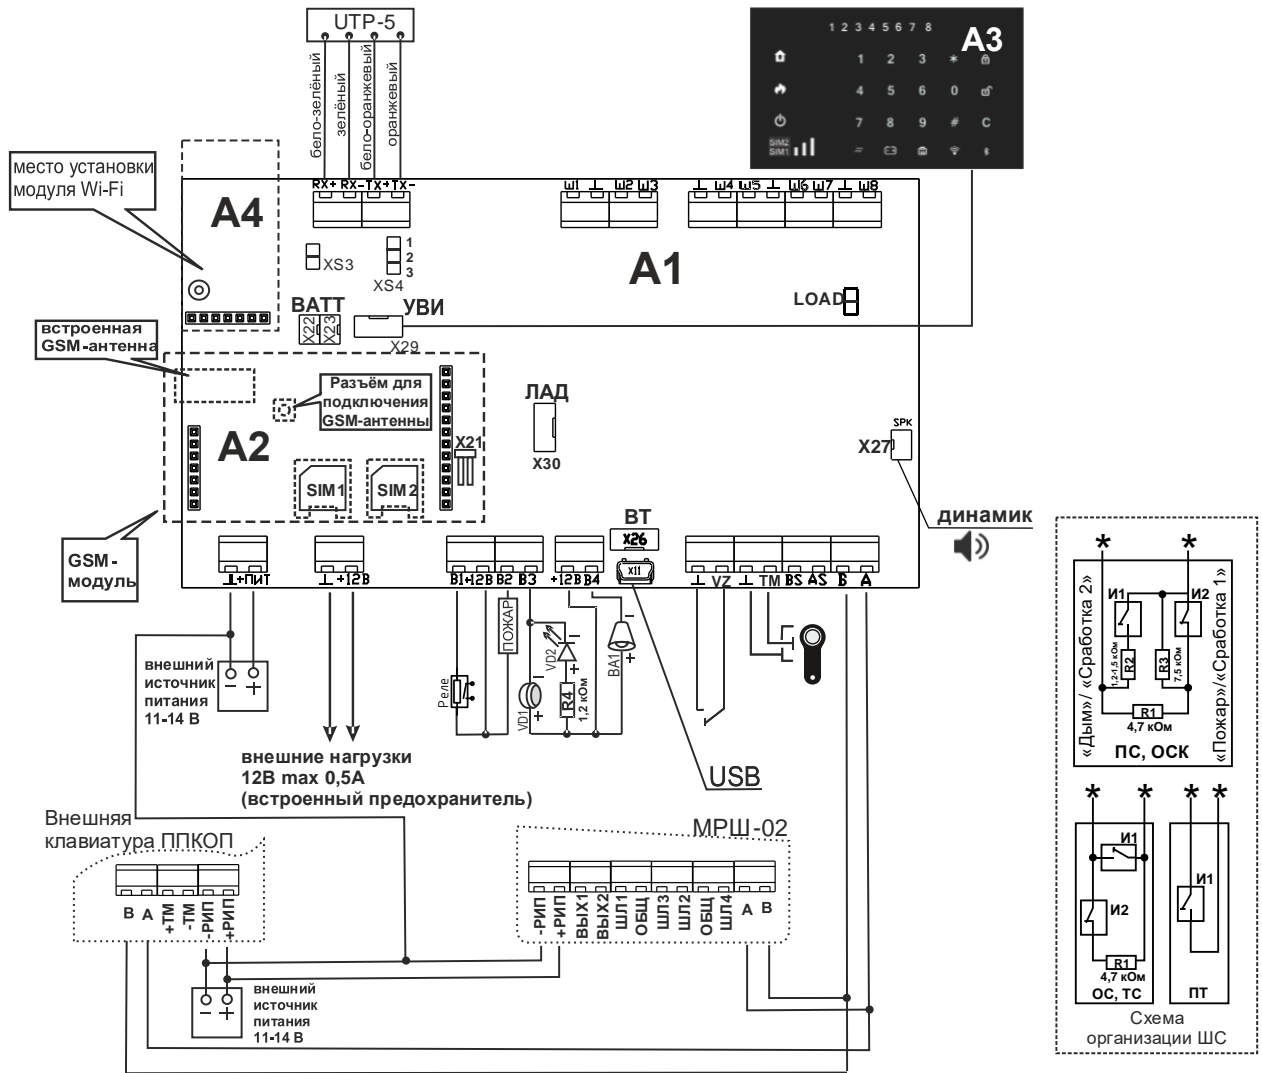 UTP-5
бело-зелёный
зелёный
бело-оранжевый
оранжевый
1 2 3 4 5 6 7 8
A3
1 2 3 *
4 5 6 0
7 8 9 # C
SIM2
SIM1
место установки
модуля Wi-Fi
RX+ RX- TX+ TX-
Ш1 ⊥ Ш2 Ш3
⊥ Ш4 Ш5 ⊥ Ш6 Ш7 ⊥ Ш8
A4
A1
XS3
1
2
3
XS4
LOAD
BATT
X22
X23
УВИ
X29
встроенная
GSM-антенна
Разъём для
подключения
GSM-антенны
ЛАД
X30
A2
X21
SIM1
SIM2
SPK
X27
динамик
GSM-
модуль
BT
X26
X11
⊥ +ПИТ
⊥ +12В
В1 +12В В2 В3
+12В В4
⊥ VZ
⊥ TM BS AS Б А
внешний
источник
питания
11-14 В
− +
Реле
ПОЖАР
VD1
VD2
R4
1,2 кОм
BA1
− +
внешние нагрузки
12В max 0,5А
(встроенный предохранитель)
USB
Внешняя
клавиатура ППКОП
В А +ТМ -ТМ -РИП +РИП
внешний
источник
питания
11-14 В
− +
МРШ-02
-РИП +РИП ВЫХ1 ВЫХ2 ШЛ1 ОБЩ ШЛ3 ШЛ2 ОБЩ ШЛ4 А В
* *
«Дым»/ «Сработка 2»
«Пожар»/«Сработка 1»
И1
И2
R2
1,2-1,5 кОм
R3
7,5 кОм
R1
4,7 кОм
ПС, ОСК
* *
И1
И2
R1
4,7 кОм
ОС, ТС
* *
И1
ПТ
Схема
организации ШС